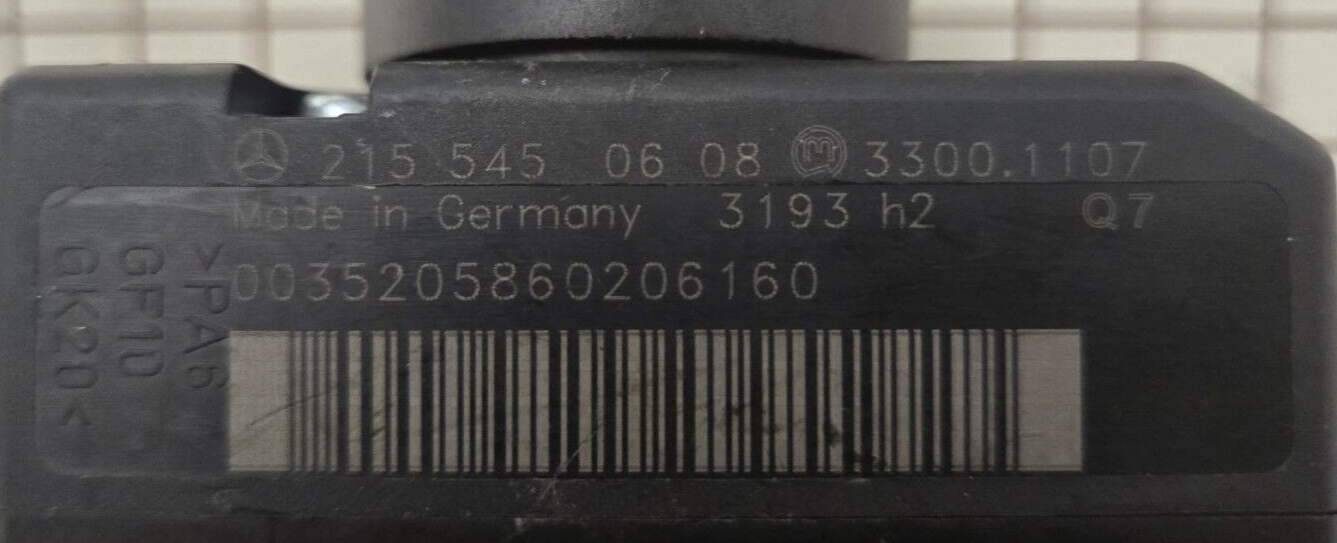 215 545 06 08 3300.1107
Made in Germany 3193 h2 Q7
0035205860206160
>PA6
GF10
GK20<